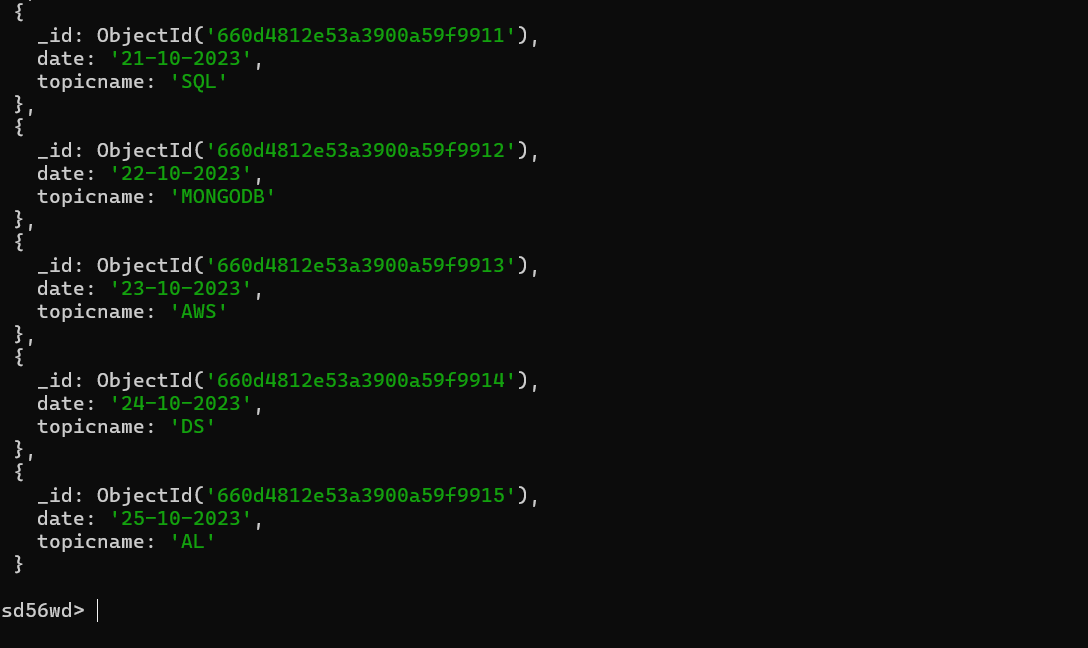 {
_id: ObjectId('660d4812e53a3900a59f9911'),
date: '21-10-2023',
topicname: 'SQL'
},
{
_id: ObjectId('660d4812e53a3900a59f9912'),
date: '22-10-2023',
topicname: 'MONGODB'
},
{
_id: ObjectId('660d4812e53a3900a59f9913'),
date: '23-10-2023',
topicname: 'AWS'
},
{
_id: ObjectId('660d4812e53a3900a59f9914'),
date: '24-10-2023',
topicname: 'DS'
},
{
_id: ObjectId('660d4812e53a3900a59f9915'),
date: '25-10-2023',
topicname: 'AL'
}
sd56wd>